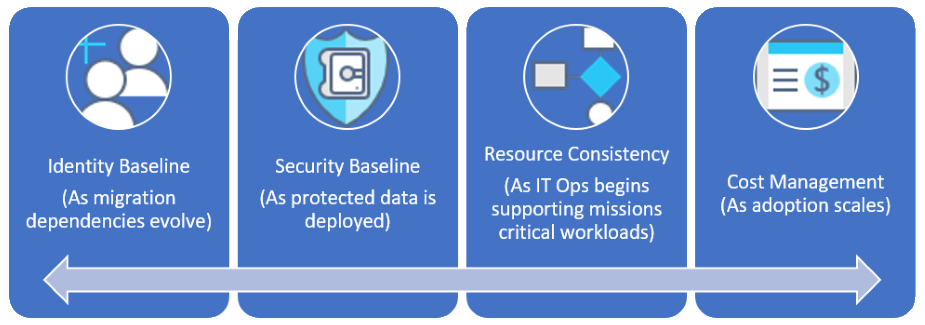 Identity Baseline
(As migration
dependencies evolve)
Security Baseline
(As protected data is
deployed)
Resource Consistency
(As IT Ops begins
supporting missions
critical workloads)
$
Cost Management
(As adoption scales)